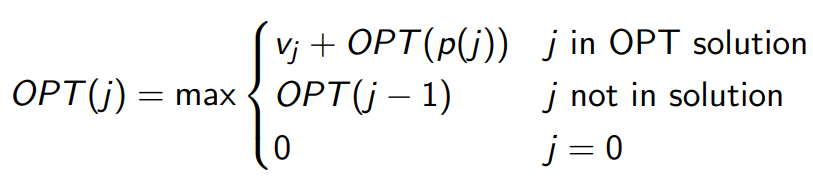 v_j + OPT(p(j))   j in OPT solution
OPT(j) = max { OPT(j − 1)   j not in solution
0   j = 0